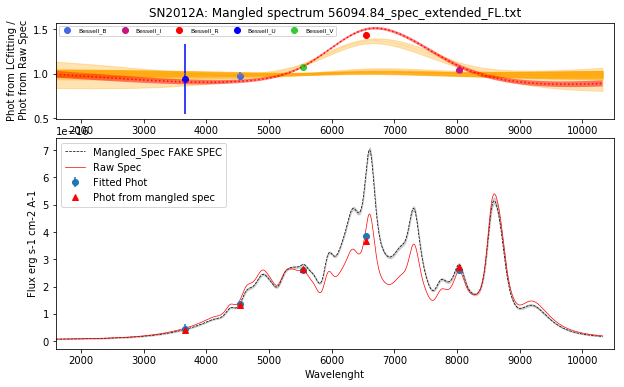 SN2012A: Mangled spectrum 56094.84_spec_extended_FL.txt
Phot from LCfitting /
Phot from Raw Spec
1.5
1.0
0.5
Bessell_B
Bessell_I
Bessell_R
Bessell_U
Bessell_V
2000 3000 4000 5000 6000 7000 8000 9000 10000
1e−16
Flux erg s-1 cm-2 A-1
7
6
5
4
3
2
1
0
Mangled_Spec FAKE SPEC
Raw Spec
Fitted Phot
Phot from mangled spec
2000 3000 4000 5000 6000 7000 8000 9000 10000
Wavelenght